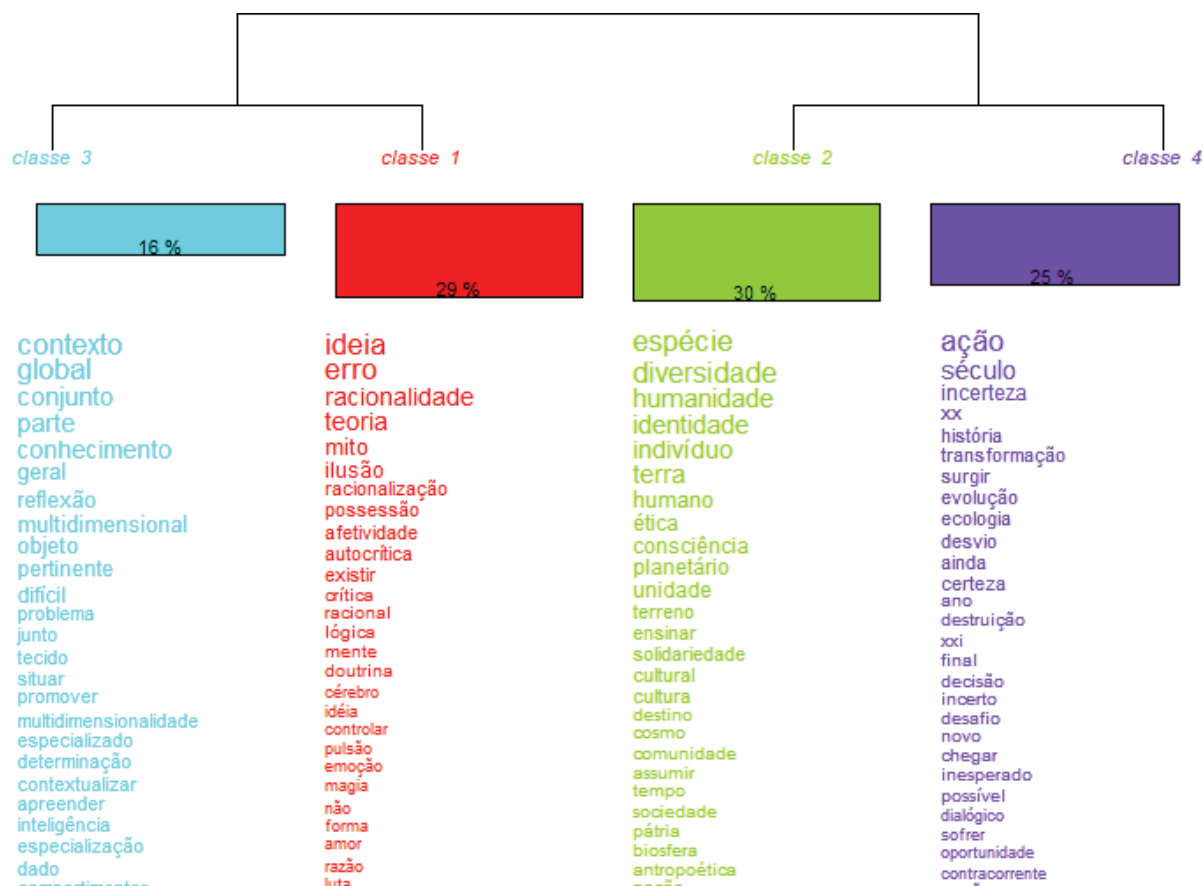 classe 3
classe 1
classe 2
classe 4
16 %
29 %
30 %
25 %
contexto
global
conjunto
parte
conhecimento
geral
reflexão
multidimensional
objeto
pertinente
difícil
problema
junto
tecido
situar
promover
multidimensionalidade
especializado
determinação
contextualizar
apreender
inteligência
especialização
dado
ideia
erro
racionalidade
teoria
mito
ilusão
racionalização
possessão
afetividade
autocrítica
existir
crítica
racional
lógica
mente
doutrina
cérebro
idéia
controlar
pulsão
emoção
magia
não
forma
amor
razão
luta
espécie
diversidade
humanidade
identidade
indivíduo
terra
humano
ética
consciência
planetário
unidade
terreno
ensinar
solidariedade
cultural
cultura
destino
cosmo
comunidade
assumir
tempo
sociedade
pátria
biosfera
antropoética
ação
século
incerteza
xx
história
transformação
surgir
evolução
ecologia
desvio
ainda
certeza
ano
destruição
xxi
final
decisão
incerto
desafio
novo
chegar
inesperado
possível
dialógico
sofrer
oportunidade
contracorrente